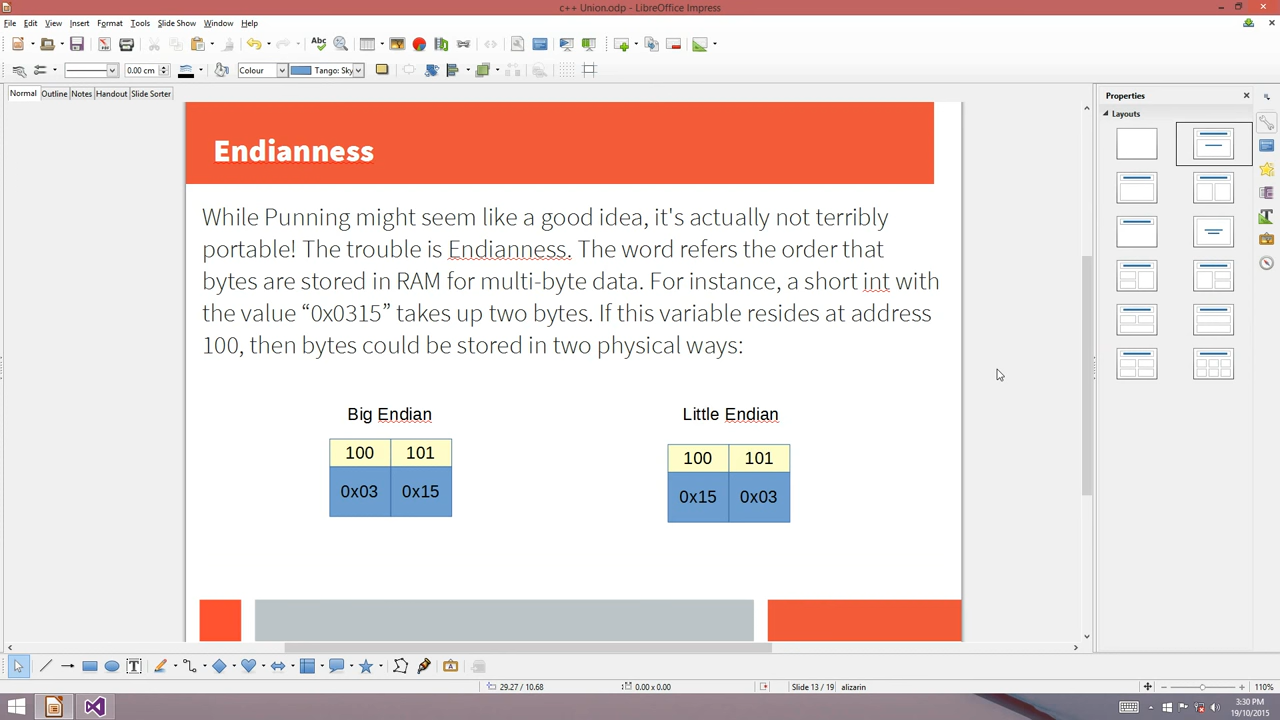 c++ Union.odp - LibreOffice Impress
File Edit View Insert Format Tools Slide Show Window Help
0.00 cm Colour Tango: Sky
Normal Outline Notes Handout Slide Sorter
Properties
Layouts
Endianness
While Punning might seem like a good idea, it's actually not terribly
portable! The trouble is Endianness. The word refers the order that
bytes are stored in RAM for multi-byte data. For instance, a short int with
the value “0x0315” takes up two bytes. If this variable resides at address
100, then bytes could be stored in two physical ways:
Big Endian Little Endian
100 101 100 101
0x03 0x15 0x15 0x03
29.27 / 10.68 0.00 x 0.00 Slide 13 / 19 alizarin 110%
3:30 PM
19/10/2015